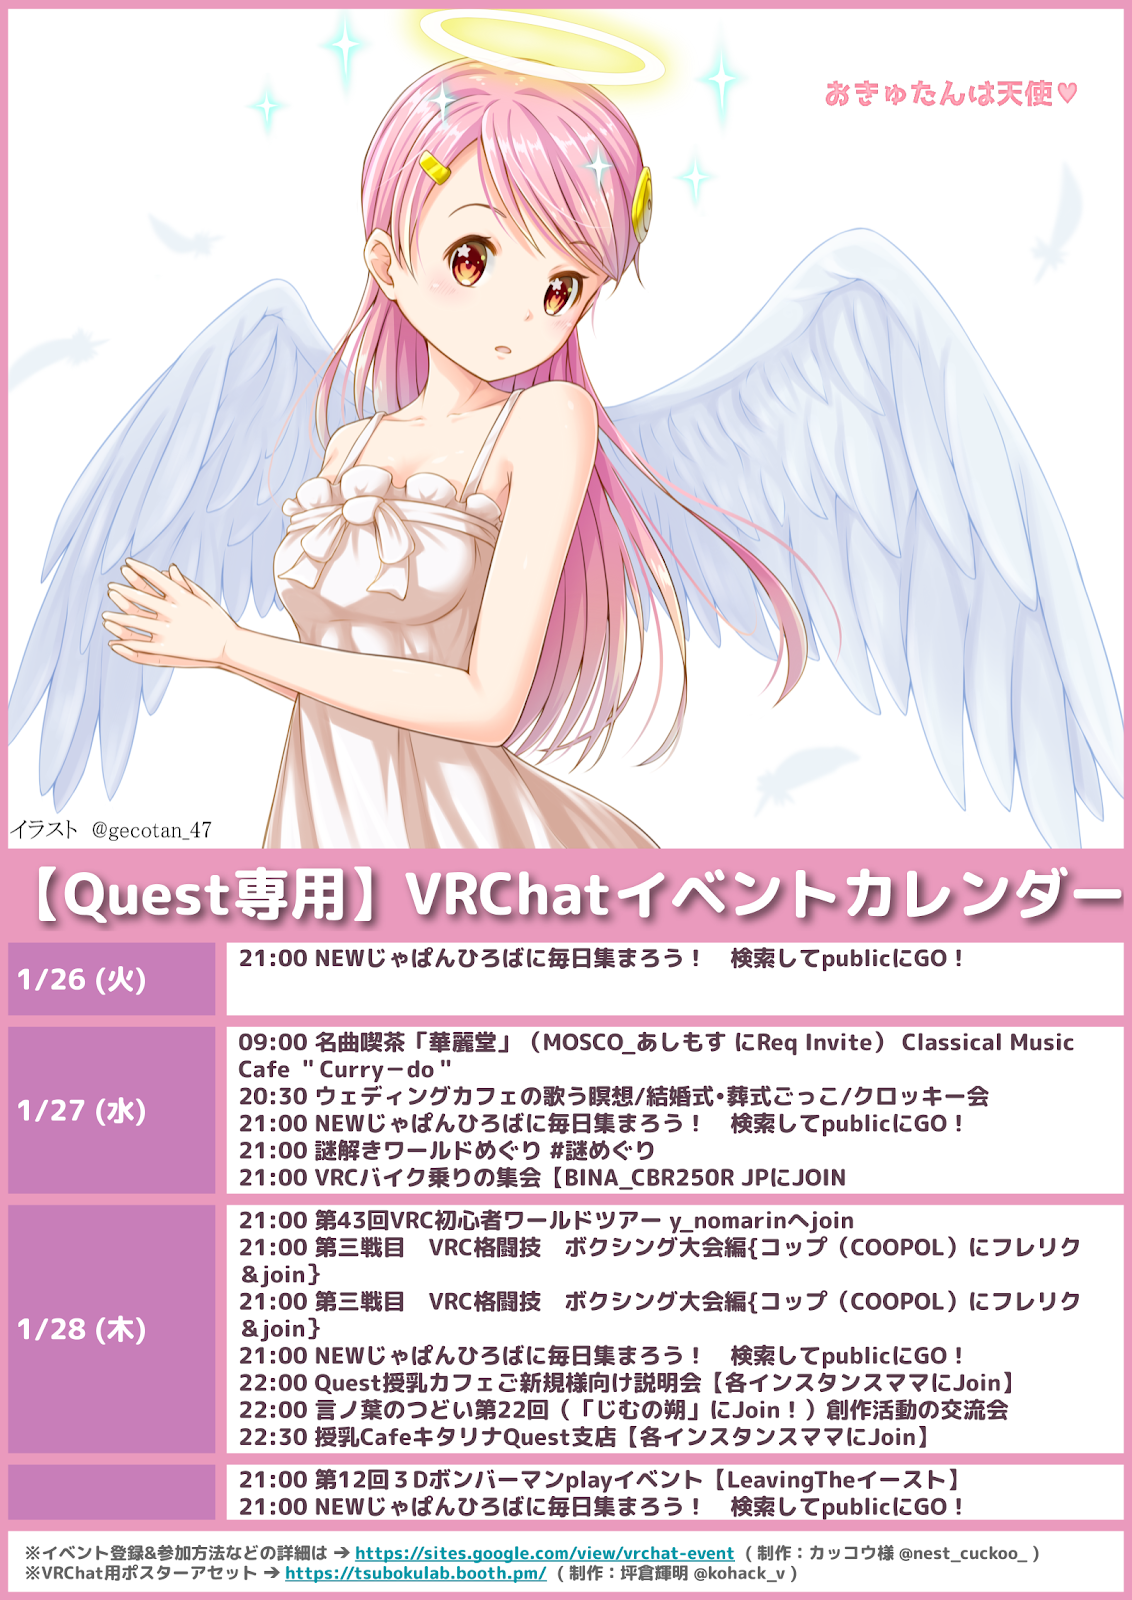 おきゅたんは天使♥
イラスト @gecotan_47
【Quest専用】VRChatイベントカレンダー
1/26 (火)
21:00 NEWじゃぱんひろばに毎日集まろう！　検索してpublicにGO！
1/27 (水)
09:00 名曲喫茶「華麗堂」（MOSCO_あしもす にReq Invite） Classical Music
Cafe ＂Curry－do＂
20:30 ウェディングカフェの歌う瞑想/結婚式・葬式ごっこ/クロッキー会
21:00 NEWじゃぱんひろばに毎日集まろう！　検索してpublicにGO！
21:00 謎解きワールドめぐり #謎めぐり
21:00 VRCバイク乗りの集会【BINA_CBR250R JPにJOIN
1/28 (木)
21:00 第43回VRC初心者ワールドツアー y_nomarinへjoin
21:00 第三戦目　VRC格闘技　ボクシング大会編{コップ（COOPOL）にフレリク
＆join｝
21:00 第三戦目　VRC格闘技　ボクシング大会編{コップ（COOPOL）にフレリク
＆join｝
21:00 NEWじゃぱんひろばに毎日集まろう！　検索してpublicにGO！
22:00 Quest授乳カフェご新規様向け説明会【各インスタンスママにJoin】
22:00 言ノ葉のつどい第22回（「じむの朔」にJoin！）創作活動の交流会
22:30 授乳CafeキタリナQuest支店【各インスタンスママにJoin】
21:00 第12回３Dボンバーマンplayイベント【LeavingTheイースト】
21:00 NEWじゃぱんひろばに毎日集まろう！　検索してpublicにGO！
※イベント登録&参加方法などの詳細は → https://sites.google.com/view/vrchat-event （制作：カッコウ様 @nest_cuckoo_ ）
※VRChat用ポスターアセット → https://tsubokulab.booth.pm/ （制作：坪倉輝明 @kohack_v）